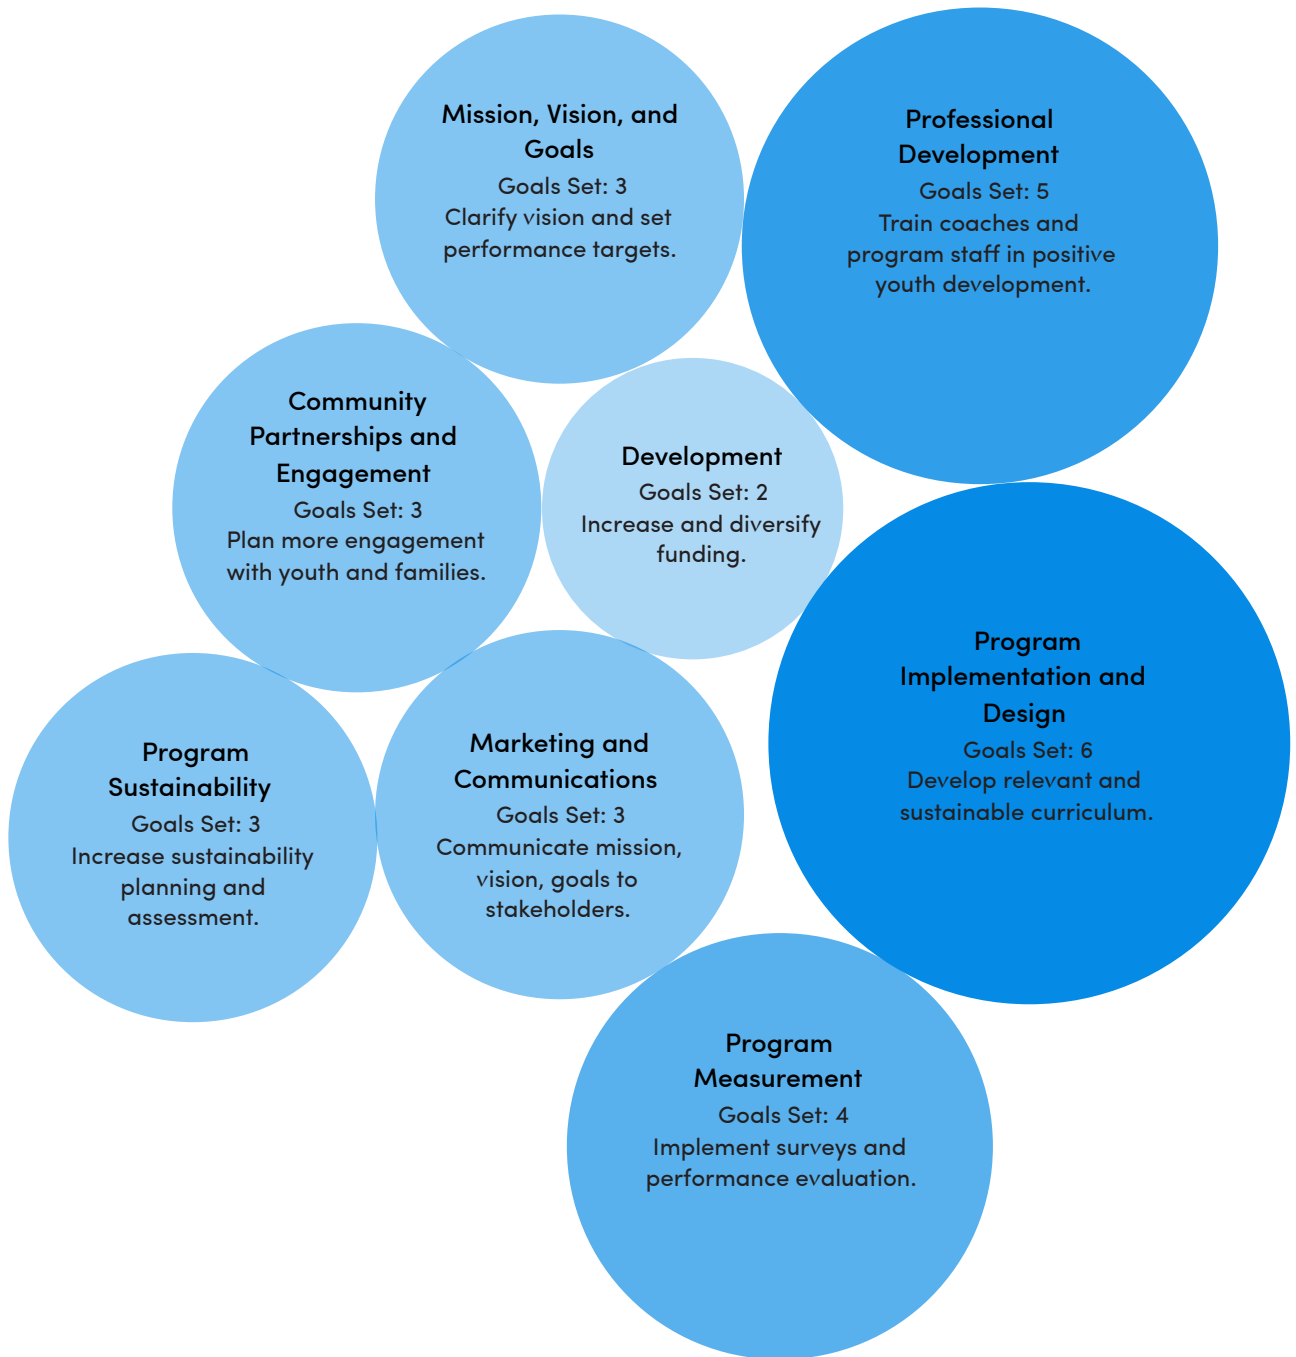 Mission, Vision, and
Goals
Goals Set: 3
Clarify vision and set
performance targets.
Professional
Development
Goals Set: 5
Train coaches and
program staff in positive
youth development.
Community
Partnerships and
Engagement
Goals Set: 3
Plan more engagement
with youth and families.
Development
Goals Set: 2
Increase and diversify
funding.
Program
Implementation and
Design
Goals Set: 6
Develop relevant and
sustainable curriculum.
Program
Sustainability
Goals Set: 3
Increase sustainability
planning and
assessment.
Marketing and
Communications
Goals Set: 3
Communicate mission,
vision, goals to
stakeholders.
Program
Measurement
Goals Set: 4
Implement surveys and
performance evaluation.